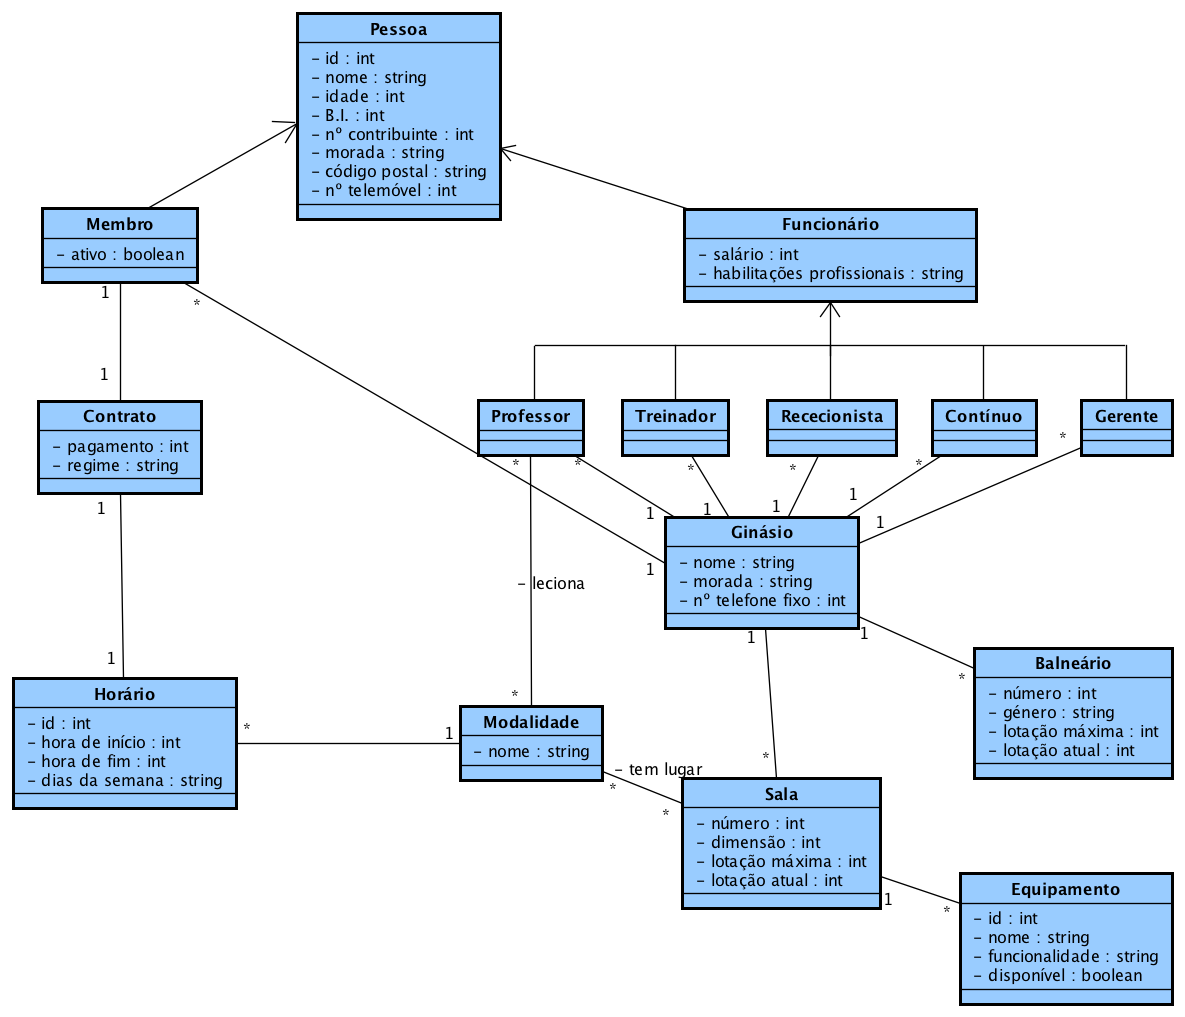 Pessoa
- id : int
- nome : string
- idade : int
- B.I. : int
- nº contribuinte : int
- morada : string
- código postal : string
- nº telemóvel : int
Membro
- ativo : boolean
Funcionário
- salário : int
- habilitações profissionais : string
1
*
1
Contrato
- pagamento : int
- regime : string
Professor
Treinador
Rececionista
Contínuo
Gerente
*
*
*
*
*
*
1
1
1
1
1
1
1
Ginásio
- nome : string
- morada : string
- nº telefone fixo : int
- leciona
1
1
*
Balneário
- número : int
- género : string
- lotação máxima : int
- lotação atual : int
1
Horário
- id : int
- hora de início : int
- hora de fim : int
- dias da semana : string
*
1
*
Modalidade
- nome : string
- tem lugar
*
*
*
Sala
- número : int
- dimensão : int
- lotação máxima : int
- lotação atual : int
1
*
Equipamento
- id : int
- nome : string
- funcionalidade : string
- disponível : boolean